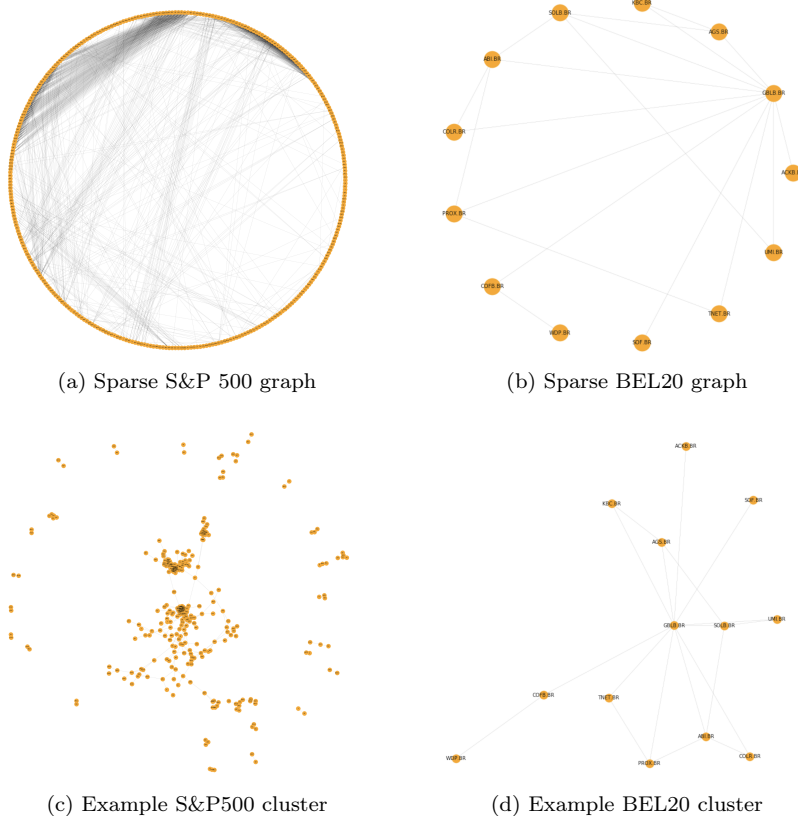 KBC.BR
SOLB.BR
AGS.BR
ABI.BR
GBLB.BR
COLR.BR
ACKB.
PROX.BR
UMI.BR
COFB.BR
TNET.BR
WDP.BR
SOF.BR
(a) Sparse S&P 500 graph
(b) Sparse BEL20 graph
ACKB.BR
KBC.BR
SOF.BR
AGS.BR
GBLB.BR
SOLB.BR
UMI.BR
COFB.BR
TNET.BR
ABI.BR
WDP.BR
PROX.BR
COLR.BR
(c) Example S&P500 cluster
(d) Example BEL20 cluster